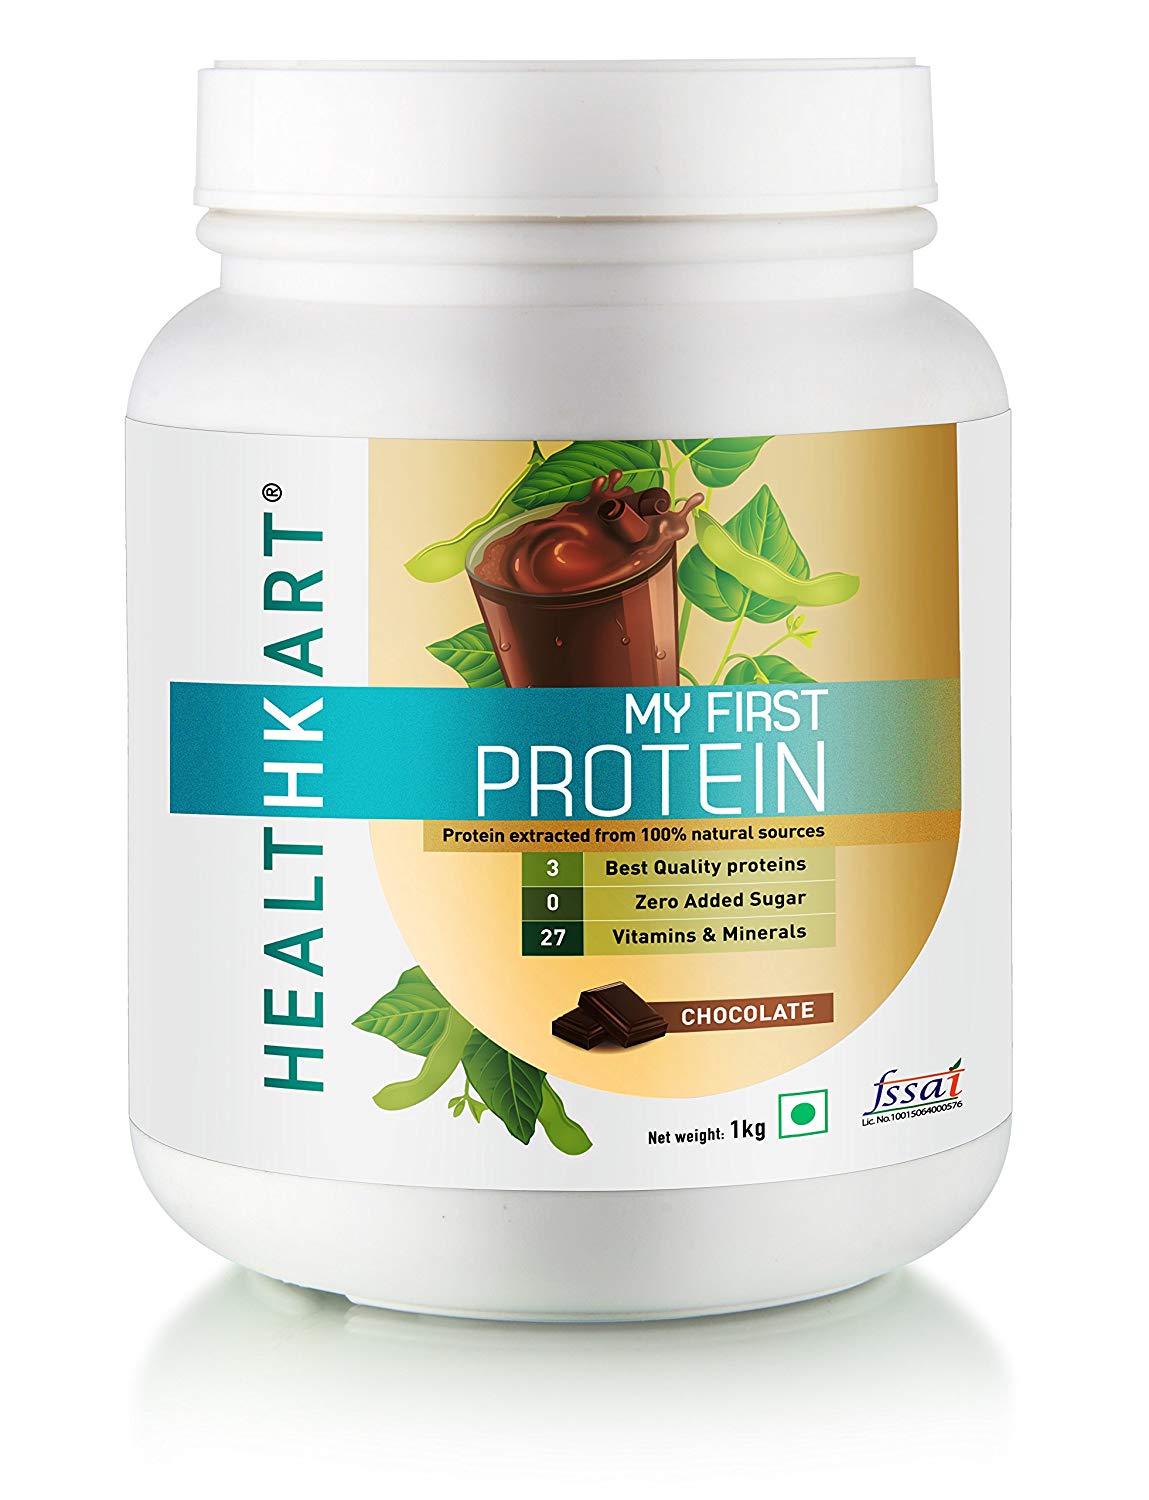 HEALTHKART®
MY FIRST
PROTEIN
Protein extracted from 100% natural sources
3 Best Quality proteins
0 Zero Added Sugar
27 Vitamins & Minerals
CHOCOLATE
Net weight: 1kg
fssai
Lic. No.10015064000576